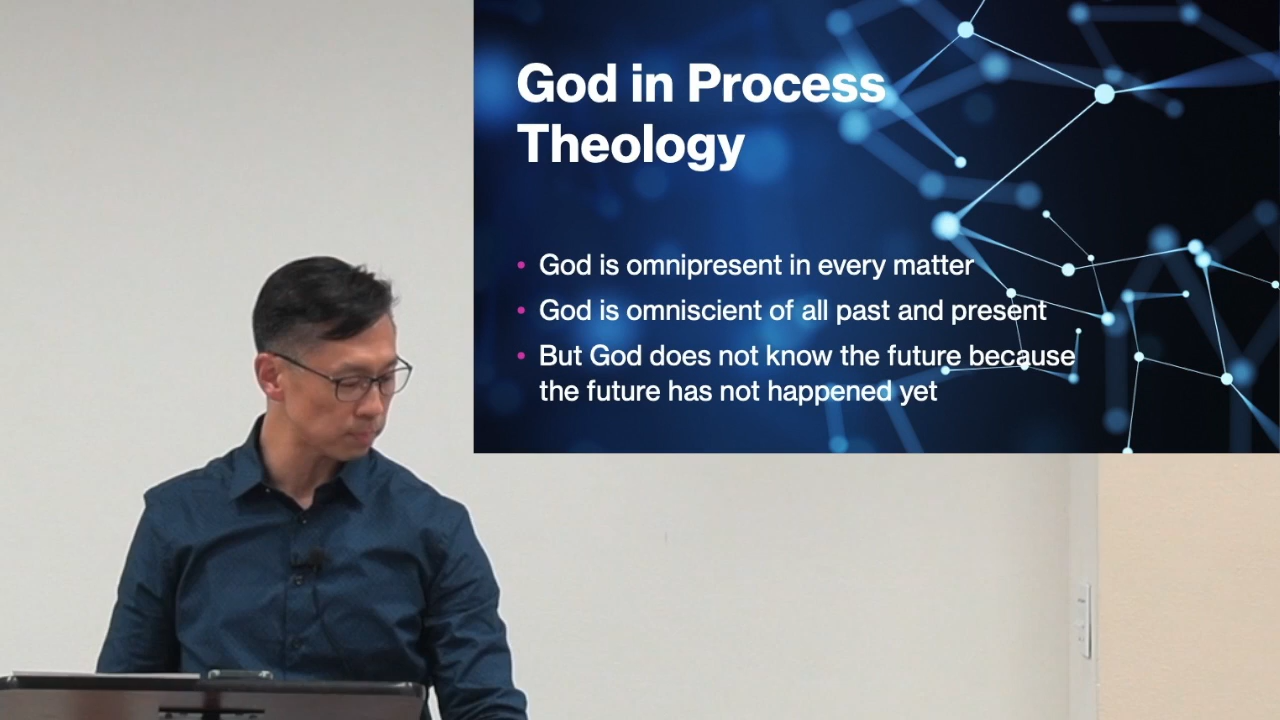 God in Process
Theology
• God is omnipresent in every matter
• God is omniscient of all past and present
• But God does not know the future because
the future has not happened yet